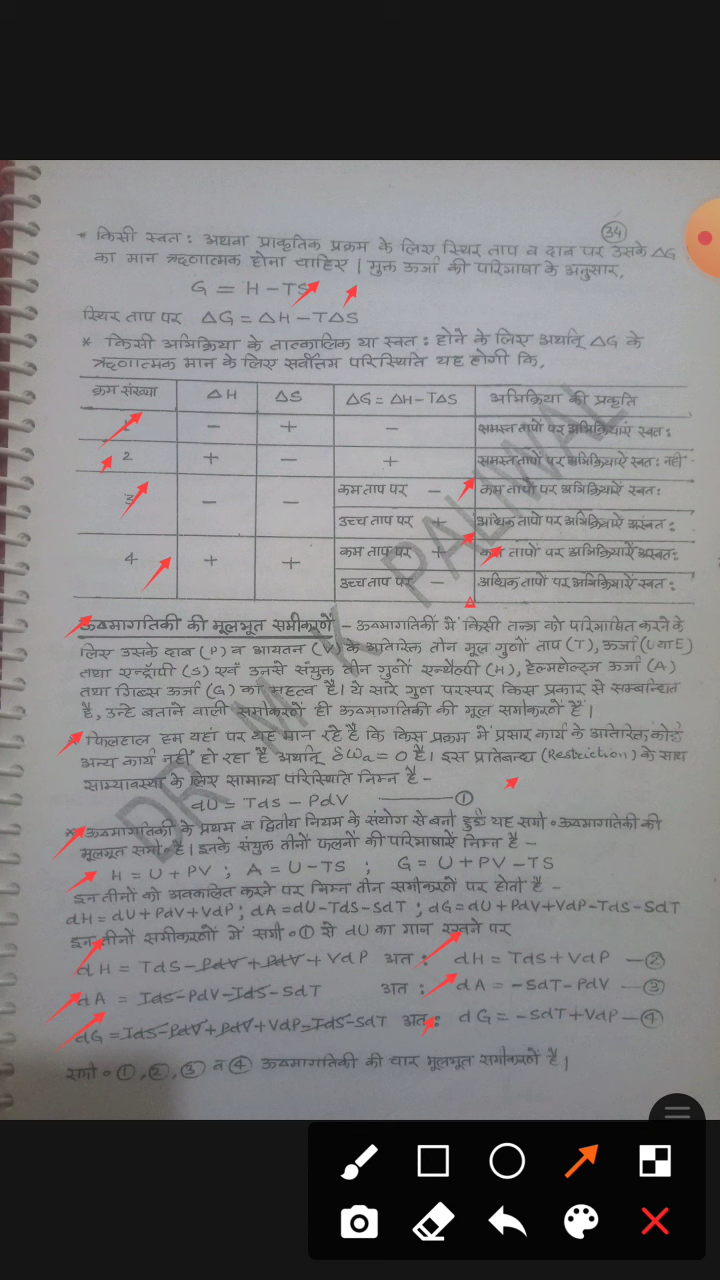 (34)
* किसी स्वत: अथवा प्राकृतिक प्रक्रम के लिए स्थिर ताप व दाब पर उसके ΔG
का मान ऋणात्मक होना चाहिए। मुक्त ऊर्जा की परिभाषा के अनुसार,
G = H - TS
स्थिर ताप पर ΔG = ΔH - TΔS
* किसी अभिक्रिया के तात्कालिक या स्वत: होने के लिए अर्थात् ΔG के
ऋणात्मक मान के लिए सर्वोत्तम परिस्थिति यह होगी कि,
क्रम संख्या ΔH ΔS ΔG = ΔH - TΔS अभिक्रिया की प्रकृति
1 - + - समस्त तापों पर अभिक्रियाएं स्वत:
2 + - + समस्त तापों पर अभिक्रियाऐं स्वत: नहीं
3 - - कम ताप पर - कम तापों पर अभिक्रियाऐं स्वत:
उच्च ताप पर + अधिक तापों पर अभिक्रियाऐं अस्वत:
4 + + कम ताप पर + कम तापों पर अभिक्रियाऐं अस्वत:
उच्च ताप पर - अधिक तापों पर अभिक्रियाऐं स्वत:
ऊष्मागतिकी की मूलभूत समीकरणें - ऊष्मागतिकी में किसी तन्त्र को परिभाषित करने के
लिए उसके दाब (P) व आयतन (V) के अतिरिक्त तीन मूल गुणों ताप (T), ऊर्जा (U या E)
तथा एन्ट्रॉपी (S) एवं उनसे संयुक्त तीन गुणों एन्थैल्पी (H), हेल्महोल्ट्ज ऊर्जा (A)
तथा गिब्स ऊर्जा (G) का महत्व है। ये सारे गुण परस्पर किस प्रकार से सम्बन्धित
है, उन्हे बताने वाली समीकरणें ही ऊष्मागतिकी की मूल समीकरणें हैं।
* फिलहाल हम यहां पर यह मान रहे है कि किस प्रक्रम में प्रसार कार्य के अतिरिक्त कोई
अन्य कार्य नहीं हो रहा है अर्थात् δWa = 0 है। इस प्रतिबन्ध (Restriction) के साथ
साम्यावस्था के लिए सामान्य परिस्थिति निम्न है -
dU = TdS - PdV ——— ①
* ऊष्मागतिकी के प्रथम व द्वितीय नियम के संयोग से बनी हुई यह समी॰ ऊष्मागतिकी की
मूलभूत समी॰ है। इनके संयुक्त तीनों फलनों की परिभाषाऐं निम्न है -
H = U + PV ; A = U - TS ; G = U + PV - TS
इन तीनों को अवकलित करने पर निम्न तीन समीकरणें पर होती है -
dH = dU + PdV + VdP ; dA = dU - TdS - SdT ; dG = dU + PdV + VdP - TdS - SdT
इन तीनों समीकरणों में समी॰ ① से dU का मान रखने पर
dH = TdS - PdV + PdV + VdP अत: dH = TdS + VdP —②
dA = TdS - PdV - TdS - SdT अत: dA = -SdT - PdV —③
dG = TdS - PdV + PdV + VdP - TdS - SdT अत: dG = -SdT + VdP —④
समी॰ ①, ②, ③ व ④ ऊष्मागतिकी की चार मूलभूत समीकरणें है।
DR. M K PALIWAL